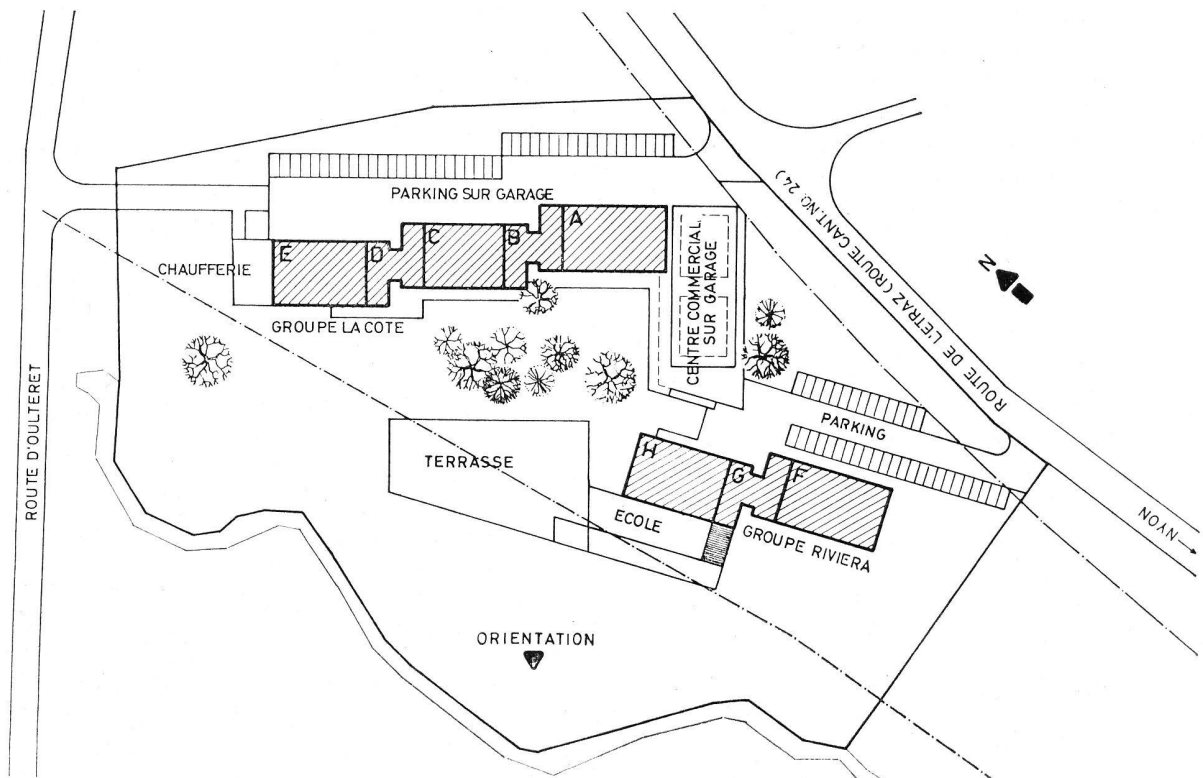 PARKING SUR GARAGE
A
B
C
D
E
CHAUFFERIE
GROUPE LA COTE
CENTRE COMMERCIAL
SUR GARAGE
ROUTE DE L'ETRAZ (ROUTE CANT. NO. 24)
N
ROUTE D'OULTERET
PARKING
TERRASSE
H
G
F
ECOLE
GROUPE RIVIERA
NYON
ORIENTATION